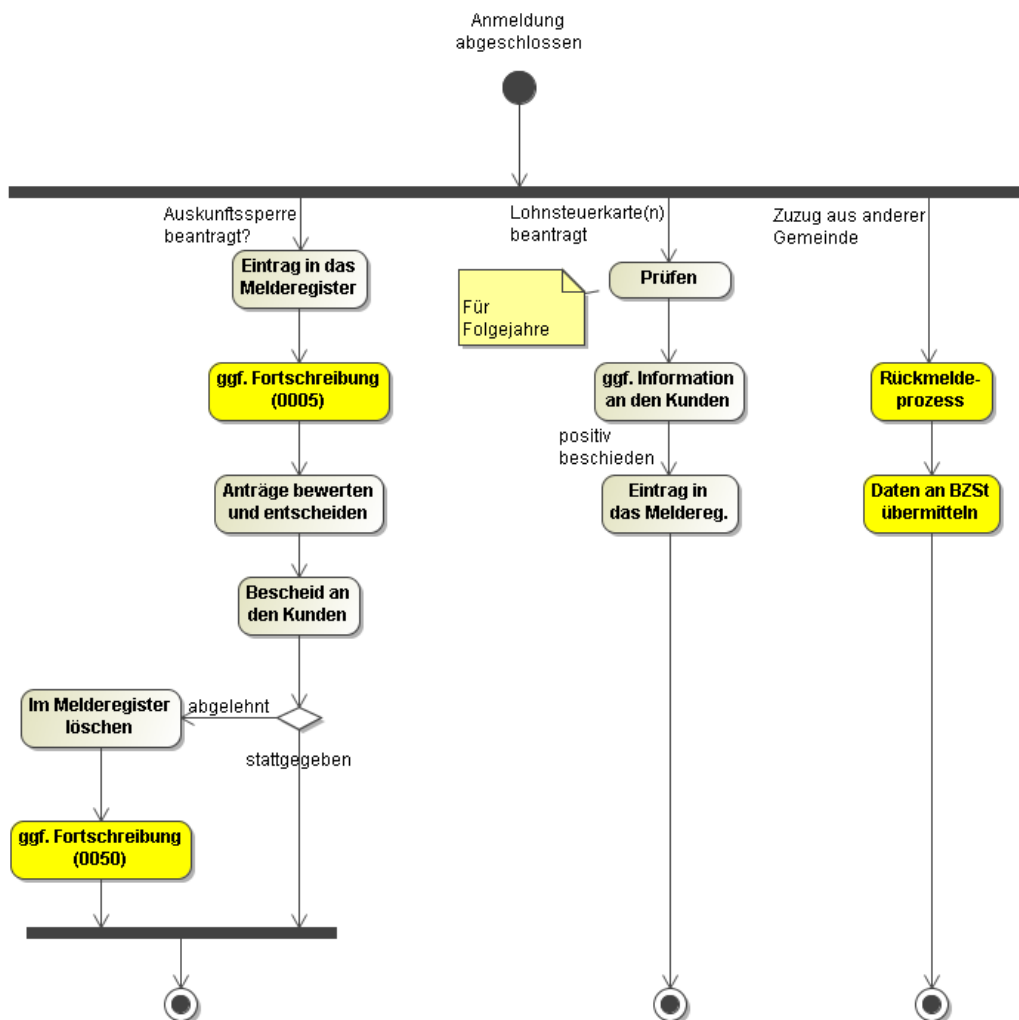 Anmeldung
abgeschlossen
Auskunftssperre
beantragt?
Eintrag in das
Melderegister
ggf. Fortschreibung
(0005)
Anträge bewerten
und entscheiden
Bescheid an
den Kunden
abgelehnt
stattgegeben
Im Melderegister
löschen
ggf. Fortschreibung
(0050)
Lohnsteuerkarte(n)
beantragt
Prüfen
Für
Folgejahre
ggf. Information
an den Kunden
positiv
beschieden
Eintrag in
das Meldereg.
Zuzug aus anderer
Gemeinde
Rückmelde-
prozess
Daten an BZSt
übermitteln